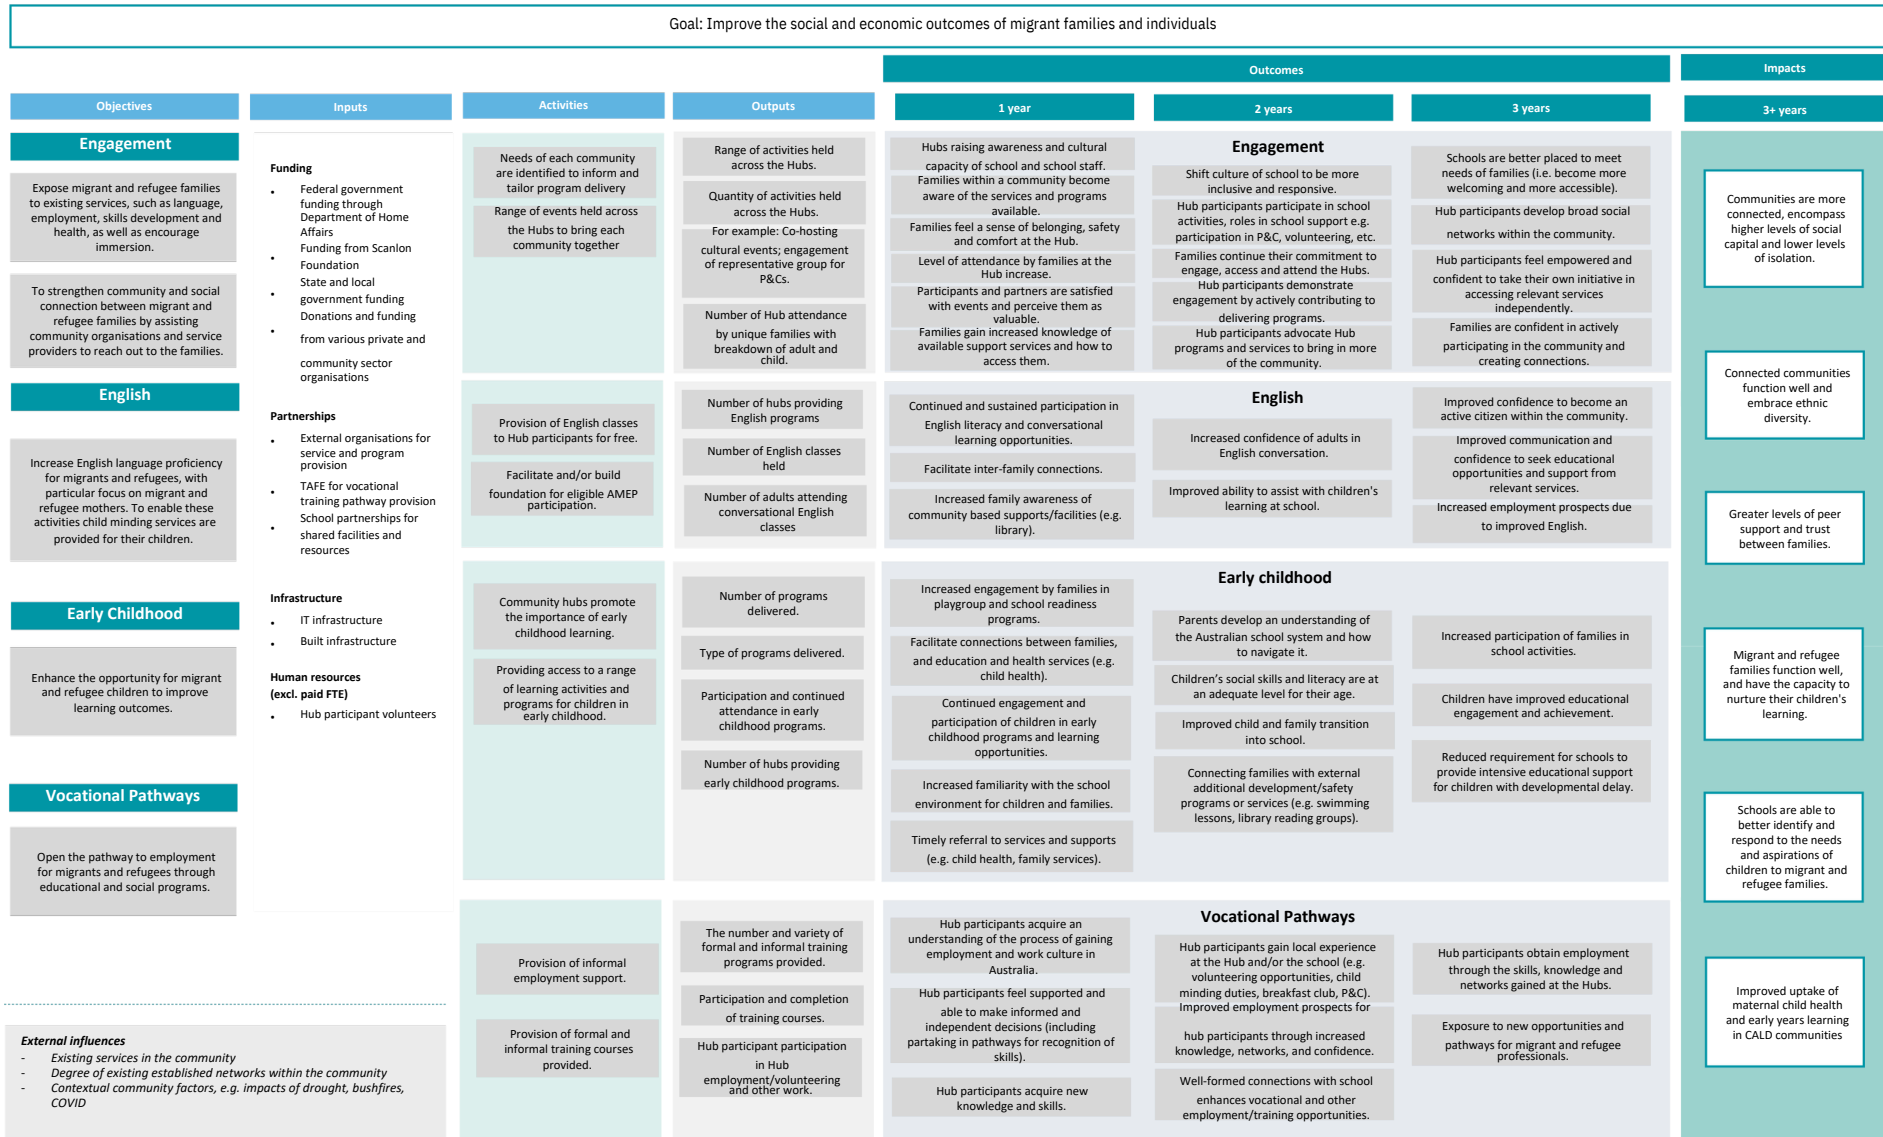 Goal: Improve the social and economic outcomes of migrant families and individuals
Outcomes
Impacts
Objectives
Inputs
Activities
Outputs
1 year
2 years
3 years
3+ years
Engagement
Expose migrant and refugee families
to existing services, such as language,
employment, skills development and
health, as well as encourage
immersion.
To strengthen community and social
connection between migrant and
refugee families by assisting
community organisations and service
providers to reach out to the families.
English
Increase English language proficiency
for migrants and refugees, with
particular focus on migrant and
refugee mothers. To enable these
activities child minding services are
provided for their children.
Early Childhood
Enhance the opportunity for migrant
and refugee children to improve
learning outcomes.
Vocational Pathways
Open the pathway to employment
for migrants and refugees through
educational and social programs.
Funding
• Federal government
funding through
Department of Home
Affairs
• Funding from Scanlon
Foundation
• State and local
government funding
• Donations and funding
from various private and
community sector
organisations
Partnerships
• External organisations for
service and program
provision
• TAFE for vocational
training pathway provision
• School partnerships for
shared facilities and
resources
Infrastructure
• IT infrastructure
• Built infrastructure
Human resources
(excl. paid FTE)
• Hub participant volunteers
External influences
- Existing services in the community
- Degree of existing established networks within the community
- Contextual community factors, e.g. impacts of drought, bushfires,
COVID
Needs of each community
are identified to inform and
tailor program delivery
Range of events held across
the Hubs to bring each
community together
Range of activities held
across the Hubs.
Quantity of activities held
across the Hubs.
For example: Co-hosting
cultural events; engagement
of representative group for
P&Cs.
Number of Hub attendance
by unique families with
breakdown of adult and
child.
Engagement
Hubs raising awareness and cultural
capacity of school and school staff.
Families within a community become
aware of the services and programs
available.
Families feel a sense of belonging, safety
and comfort at the Hub.
Level of attendance by families at the
Hub increase.
Participants and partners are satisfied
with events and perceive them as
valuable.
Families gain increased knowledge of
available support services and how to
access them.
Shift culture of school to be more
inclusive and responsive.
Hub participants participate in school
activities, roles in school support e.g.
participation in P&C, volunteering, etc.
Families continue their commitment to
engage, access and attend the Hubs.
Hub participants demonstrate
engagement by actively contributing to
delivering programs.
Hub participants advocate Hub
programs and services to bring in more
of the community.
Schools are better placed to meet
needs of families (i.e. become more
welcoming and more accessible).
Hub participants develop broad social
networks within the community.
Hub participants feel empowered and
confident to take their own initiative in
accessing relevant services
independently.
Families are confident in actively
participating in the community and
creating connections.
Provision of English classes
to Hub participants for free.
Facilitate and/or build
foundation for eligible AMEP
participation.
Number of hubs providing
English programs
Number of English classes
held
Number of adults attending
conversational English
classes
English
Continued and sustained participation in
English literacy and conversational
learning opportunities.
Facilitate inter-family connections.
Increased family awareness of
community based supports/facilities (e.g.
library).
Increased confidence of adults in
English conversation.
Improved ability to assist with children's
learning at school.
Improved confidence to become an
active citizen within the community.
Improved communication and
confidence to seek educational
opportunities and support from
relevant services.
Increased employment prospects due
to improved English.
Community hubs promote
the importance of early
childhood learning.
Providing access to a range
of learning activities and
programs for children in
early childhood.
Number of programs
delivered.
Type of programs delivered.
Participation and continued
attendance in early
childhood programs.
Number of hubs providing
early childhood programs.
Early childhood
Increased engagement by families in
playgroup and school readiness
programs.
Facilitate connections between families,
and education and health services (e.g.
child health).
Continued engagement and
participation of children in early
childhood programs and learning
opportunities.
Increased familiarity with the school
environment for children and families.
Timely referral to services and supports
(e.g. child health, family services).
Parents develop an understanding of
the Australian school system and how
to navigate it.
Children's social skills and literacy are at
an adequate level for their age.
Improved child and family transition
into school.
Connecting families with external
additional development/safety
programs or services (e.g. swimming
lessons, library reading groups).
Increased participation of families in
school activities.
Children have improved educational
engagement and achievement.
Reduced requirement for schools to
provide intensive educational support
for children with developmental delay.
Provision of informal
employment support.
Provision of formal and
informal training courses
provided.
The number and variety of
formal and informal training
programs provided.
Participation and completion
of training courses.
Hub participant participation
in Hub
employment/volunteering
and other work.
Vocational Pathways
Hub participants acquire an
understanding of the process of gaining
employment and work culture in
Australia.
Hub participants feel supported and
able to make informed and
independent decisions (including
partaking in pathways for recognition of
skills).
Hub participants acquire new
knowledge and skills.
Hub participants gain local experience
at the Hub and/or the school (e.g.
volunteering opportunities, child
minding duties, breakfast club, P&C).
Improved employment prospects for
hub participants through increased
knowledge, networks, and confidence.
Well-formed connections with school
enhances vocational and other
employment/training opportunities.
Hub participants obtain employment
through the skills, knowledge and
networks gained at the Hubs.
Exposure to new opportunities and
pathways for migrant and refugee
professionals.
Communities are more
connected, encompass
higher levels of social
capital and lower levels
of isolation.
Connected communities
function well and
embrace ethnic
diversity.
Greater levels of peer
support and trust
between families.
Migrant and refugee
families function well,
and have the capacity to
nurture their children's
learning.
Schools are able to
better identify and
respond to the needs
and aspirations of
children to migrant and
refugee families.
Improved uptake of
maternal child health
and early years learning
in CALD communities